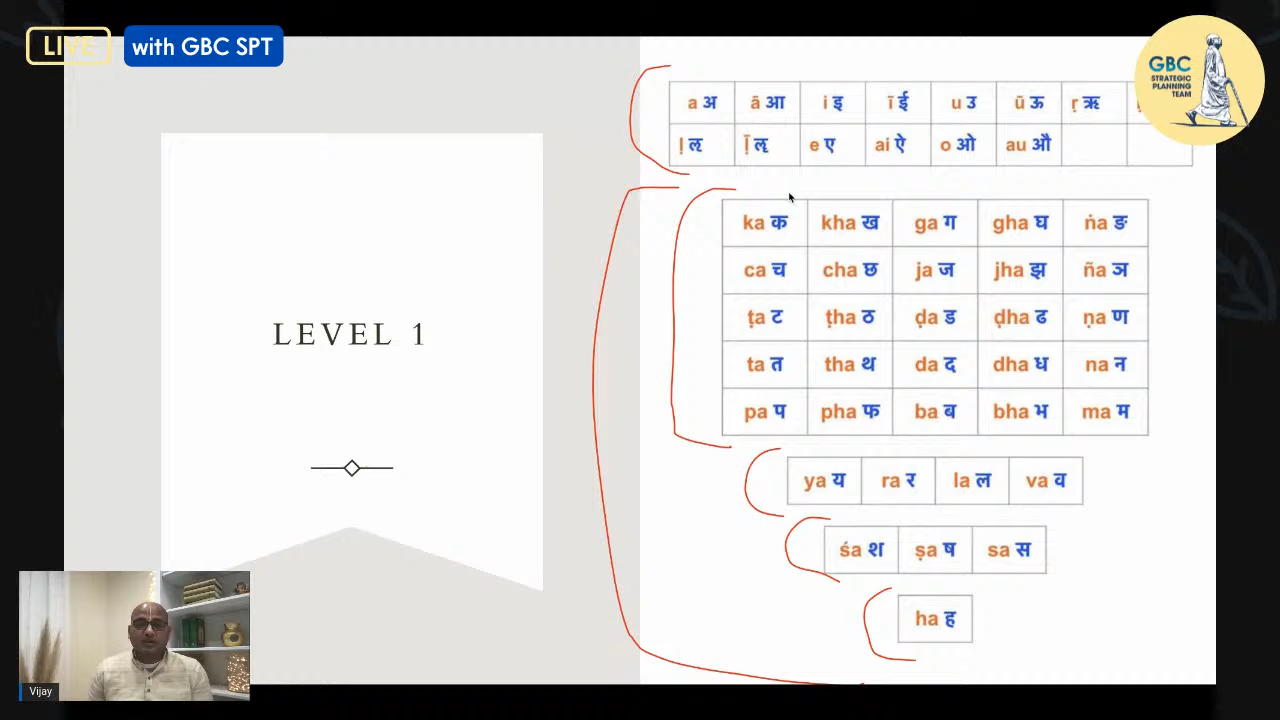 LIVE with GBC SPT
GBC
STRATEGIC
PLANNING
TEAM
LEVEL 1
a अ ā आ i इ ī ई u उ ū ऊ ṛ ऋ
ḷ ऌ ḹ ॡ e ए ai ऐ o ओ au औ
ka क kha ख ga ग gha घ ṅa ङ
ca च cha छ ja ज jha झ ña ञ
ṭa ट ṭha ठ ḍa ड ḍha ढ ṇa ण
ta त tha थ da द dha ध na न
pa प pha फ ba ब bha भ ma म
ya य ra र la ल va व
śa श ṣa ष sa स
ha ह
Vijay